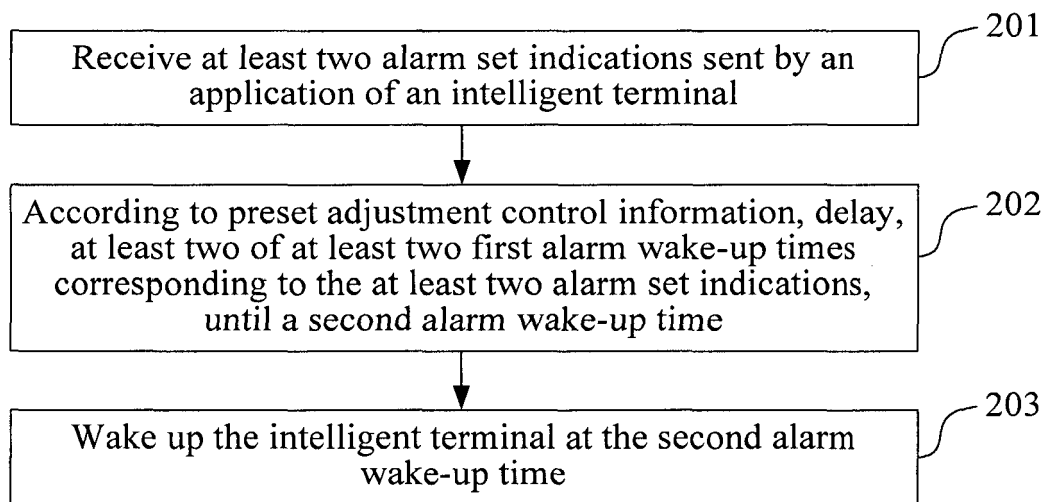 201
Receive at least two alarm set indications sent by an
application of an intelligent terminal
202
According to preset adjustment control information, delay,
at least two of at least two first alarm wake-up times
corresponding to the at least two alarm set indications,
until a second alarm wake-up time
203
Wake up the intelligent terminal at the second alarm
wake-up time